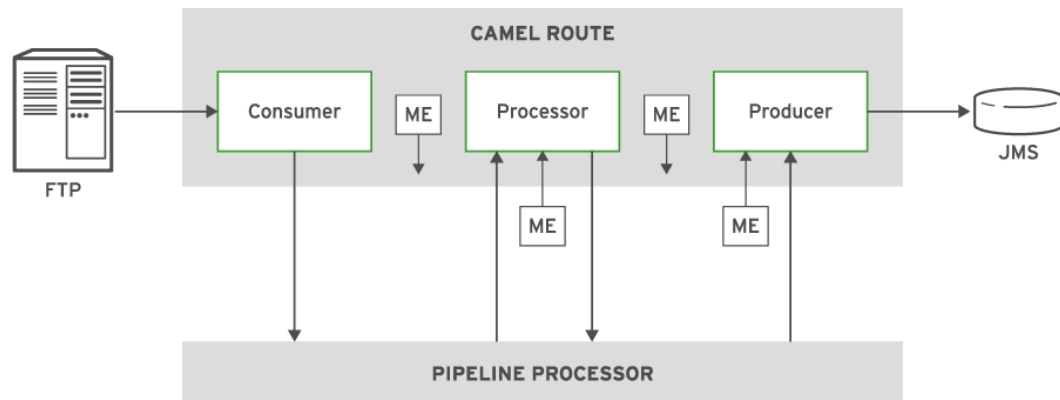 CAMEL ROUTE
Consumer
ME
Processor
ME
Producer
FTP
JMS
ME
ME
PIPELINE PROCESSOR